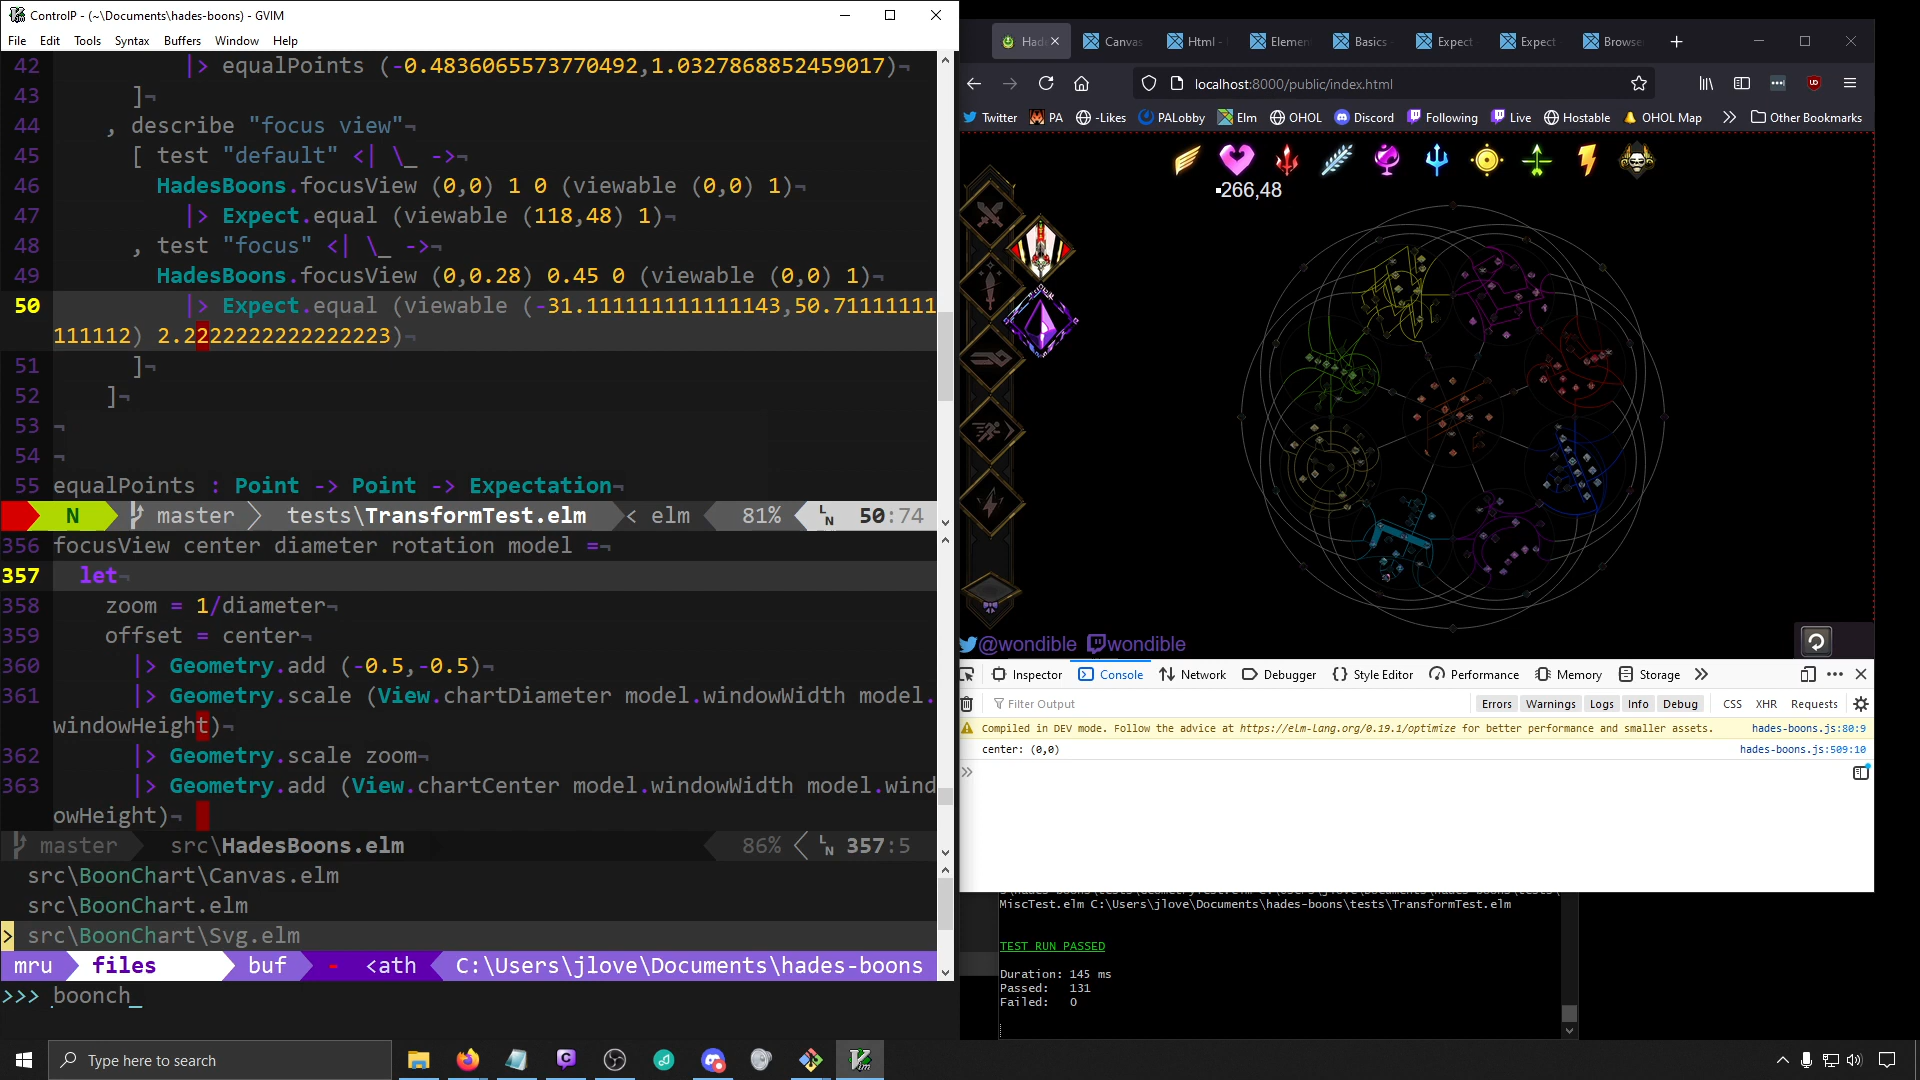 ControlP - (~\Documents\hades-boons) - GVIM
File Edit Tools Syntax Buffers Window Help
42 |> equalPoints (-0.4836065573770492,1.0327868852459017)¬
43 ]¬
44 , describe "focus view"¬
45 [ test "default" <| \_ ->¬
46 HadesBoons.focusView (0,0) 1 0 (viewable (0,0) 1)¬
47 |> Expect.equal (viewable (118,48) 1)¬
48 , test "focus" <| \_ ->¬
49 HadesBoons.focusView (0,0.28) 0.45 0 (viewable (0,0) 1)¬
50 |> Expect.equal (viewable (-31.111111111111143,50.71111111
111112) 2.2222222222222223)¬
51 ]¬
52 ]¬
53 ¬
54 ¬
55 equalPoints : Point -> Point -> Expectation¬
N master tests\TransformTest.elm < elm 81% LN 50:74
356 focusView center diameter rotation model =¬
357 let¬
358 zoom = 1/diameter¬
359 offset = center¬
360 |> Geometry.add (-0.5,-0.5)¬
361 |> Geometry.scale (View.chartDiameter model.windowWidth model.
windowHeight)¬
362 |> Geometry.scale zoom¬
363 |> Geometry.add (View.chartCenter model.windowWidth model.wind
owHeight)¬
master src\HadesBoons.elm 86% LN 357:5
src\BoonChart\Canvas.elm
src\BoonChart.elm
> src\BoonChart\Svg.elm
mru files buf - <ath C:\Users\jlove\Documents\hades-boons
>>> boonch_
Hade Canvas Html - Elemen Basics - Expect Expect Browse
localhost:8000/public/index.html
Twitter PA -Likes PALobby Elm OHOL Discord Following Live Hostable OHOL Map Other Bookmarks
-266,48
@wondible wondible
Inspector Console Network Debugger Style Editor Performance Memory Storage
Filter Output Errors Warnings Logs Info Debug CSS XHR Requests
Compiled in DEV mode. Follow the advice at https://elm-lang.org/0.19.1/optimize for better performance and smaller assets. hades-boons.js:80:9
center: (0,0) hades-boons.js:509:10
MiscTest.elm C:\Users\jlove\Documents\hades-boons\tests\TransformTest.elm
TEST RUN PASSED
Duration: 145 ms
Passed: 131
Failed: 0
Type here to search